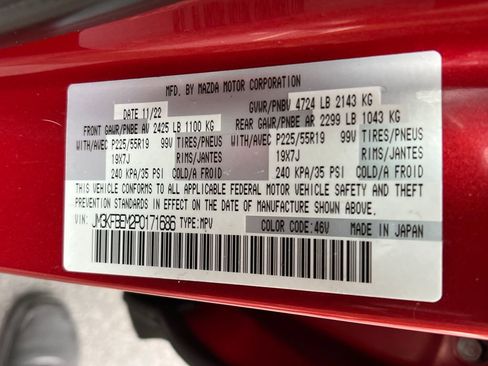 MFD. BY MAZDA MOTOR CORPORATION
DATE 11/22 GVWR/PNBV 4724 LB 2143 KG
FRONT GAWR/PNBE AV 2425 LB 1100 KG REAR GAWR/PNBE AR 2299 LB 1043 KG
WITH/AVEC P225/55R19 99V TIRES/PNEUS WITH/AVEC P225/55R19 99V TIRES/PNEUS
19X7J RIMS/JANTES 19X7J RIMS/JANTES
240 KPA/35 PSI COLD/A FROID 240 KPA/35 PSI COLD/A FROID
THIS VEHICLE CONFORMS TO ALL APPLICABLE FEDERAL MOTOR VEHICLE SAFETY AND THEFT
PREVENTION STANDARDS IN EFFECT ON THE DATE OF MANUFACTURE SHOWN ABOVE.
VIN: JM3KFBEM2P0171686 TYPE:MPV COLOR CODE:46V MADE IN JAPAN